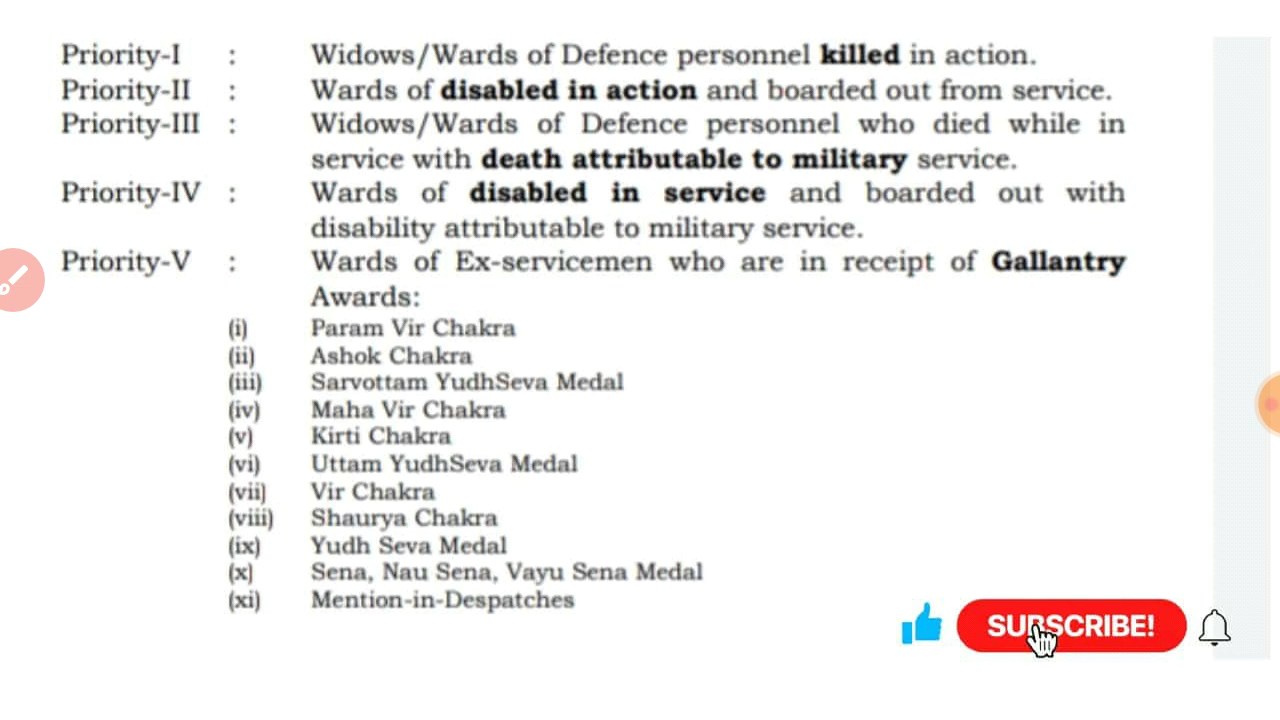 Priority-I : Widows/Wards of Defence personnel killed in action.
Priority-II : Wards of disabled in action and boarded out from service.
Priority-III : Widows/Wards of Defence personnel who died while in
service with death attributable to military service.
Priority-IV : Wards of disabled in service and boarded out with
disability attributable to military service.
Priority-V : Wards of Ex-servicemen who are in receipt of Gallantry
Awards:
(i) Param Vir Chakra
(ii) Ashok Chakra
(iii) Sarvottam YudhSeva Medal
(iv) Maha Vir Chakra
(v) Kirti Chakra
(vi) Uttam YudhSeva Medal
(vii) Vir Chakra
(viii) Shaurya Chakra
(ix) Yudh Seva Medal
(x) Sena, Nau Sena, Vayu Sena Medal
(xi) Mention-in-Despatches
SUBSCRIBE!